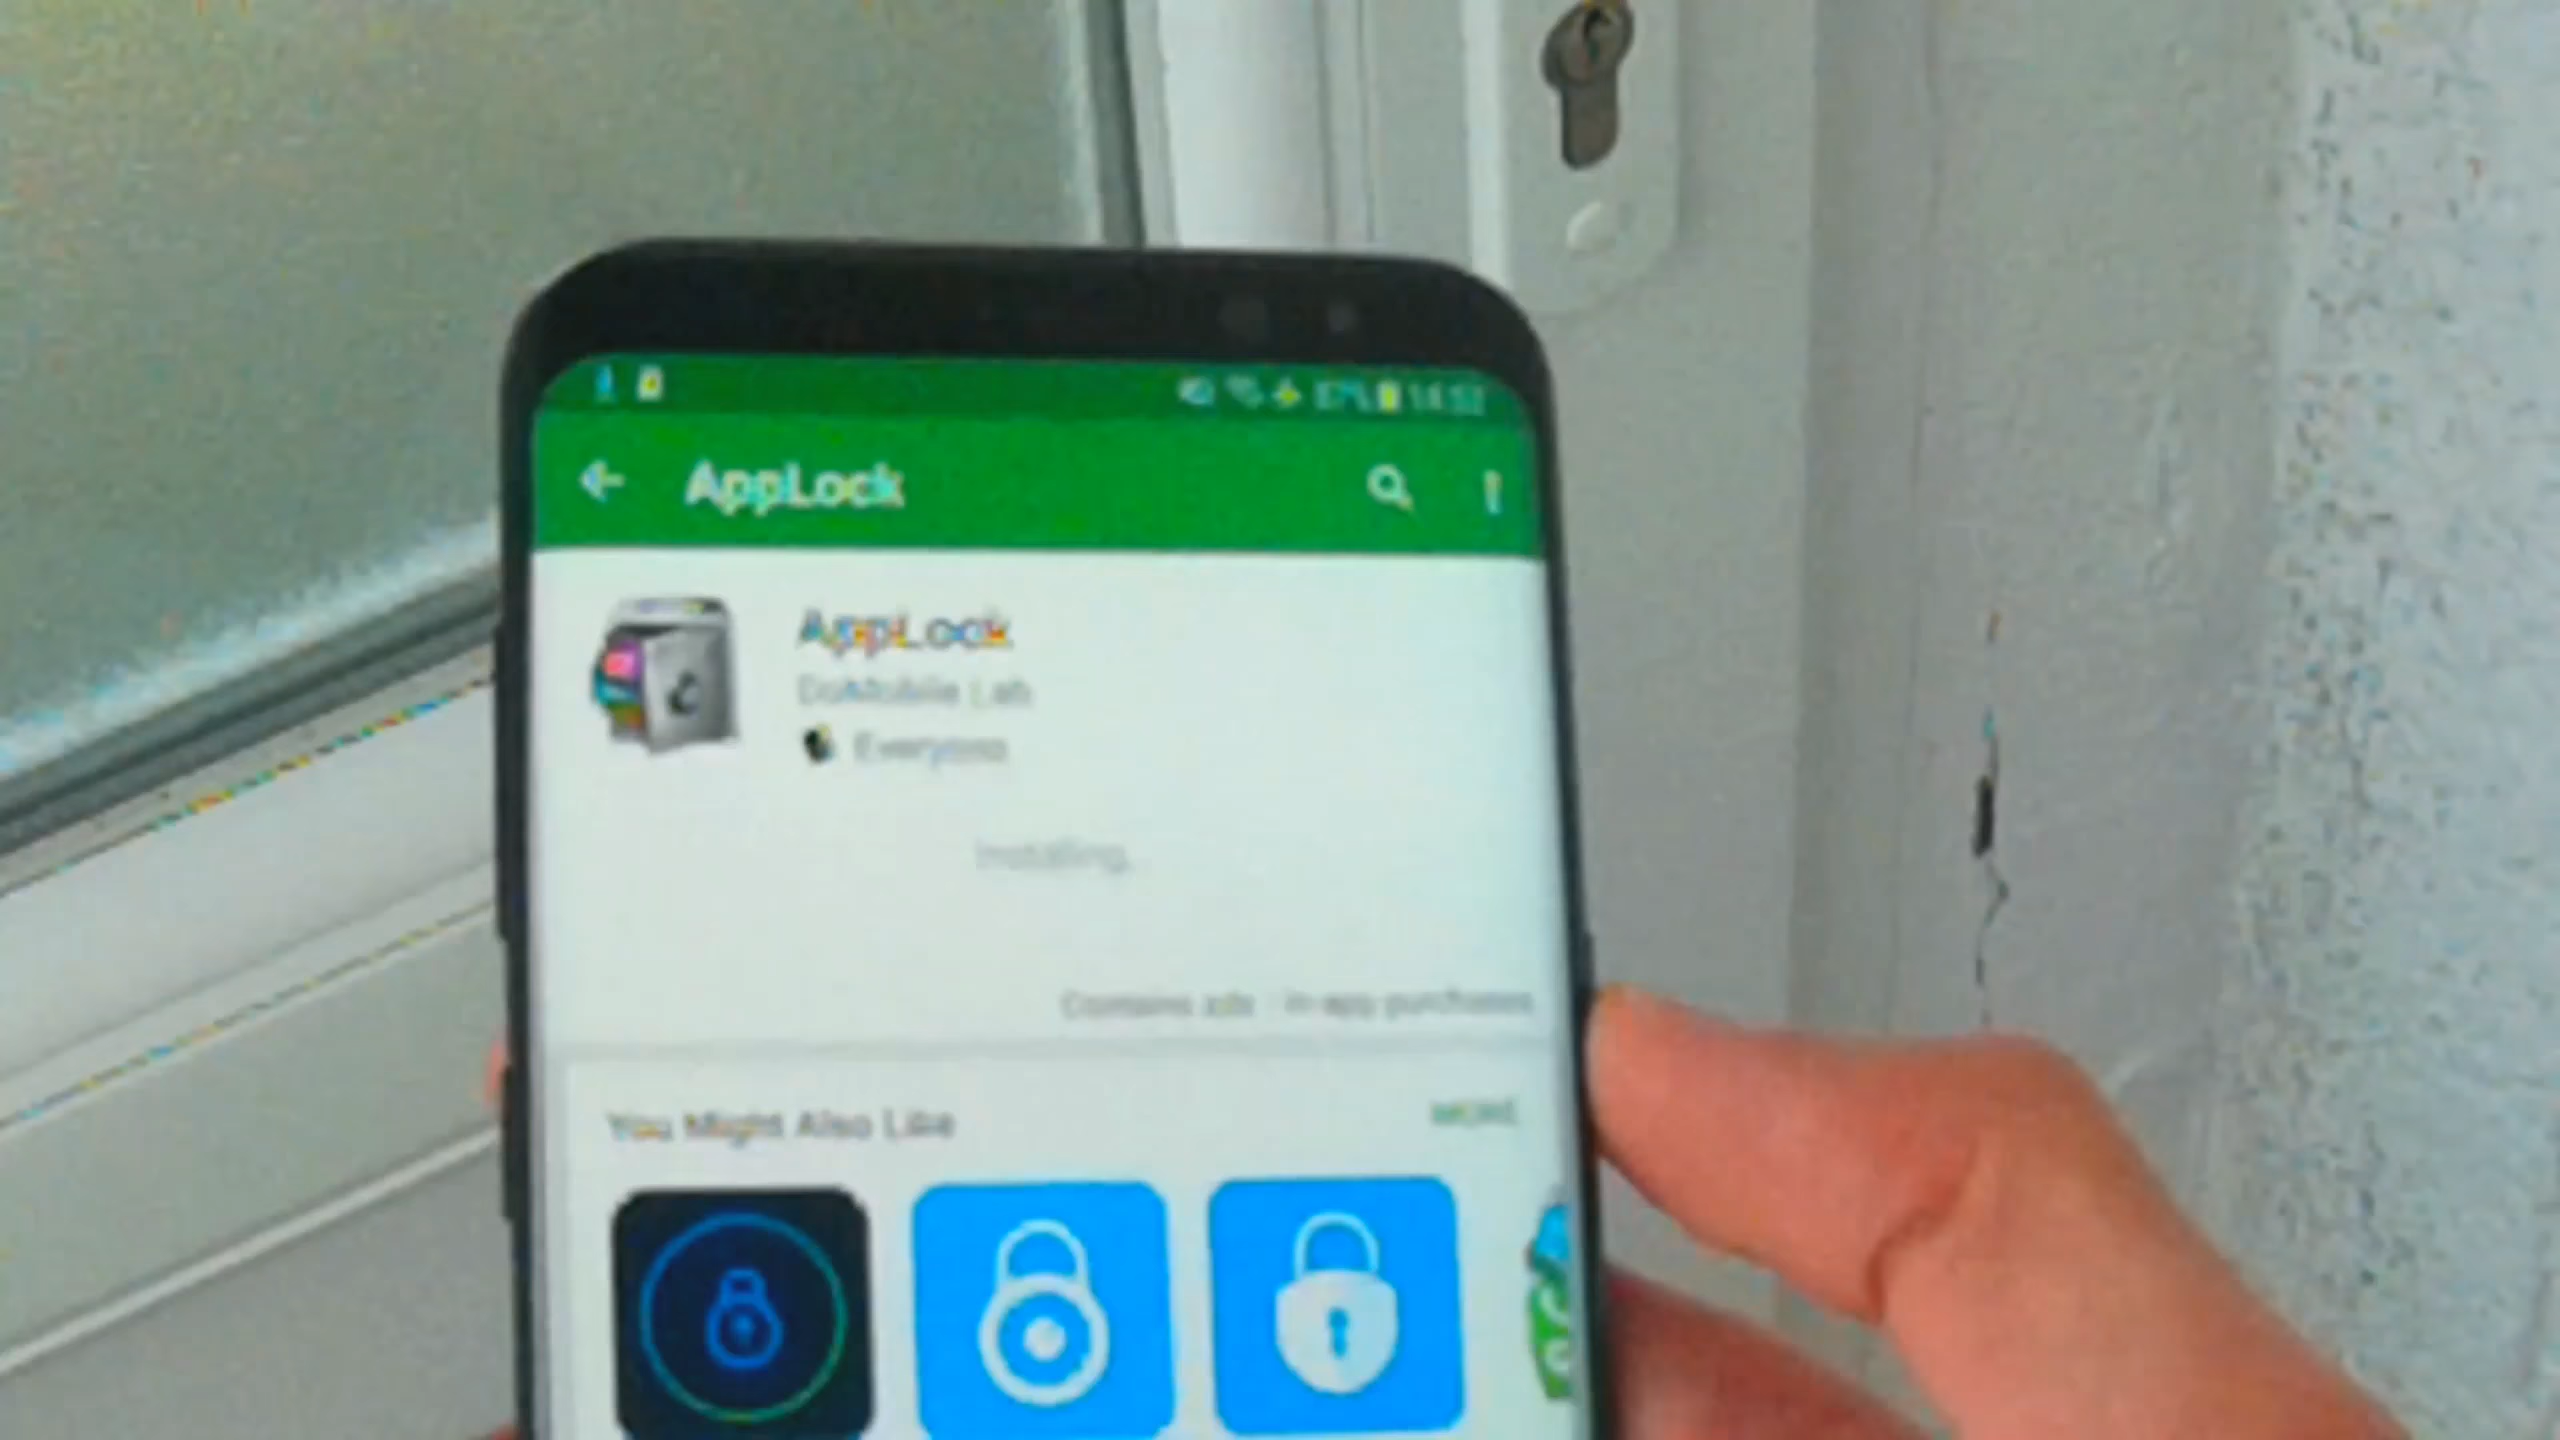 AppLock
AppLock
DoMobile Lab
Everyone
Installing.
Contains ads · In-app purchases
You Might Also Like
MORE